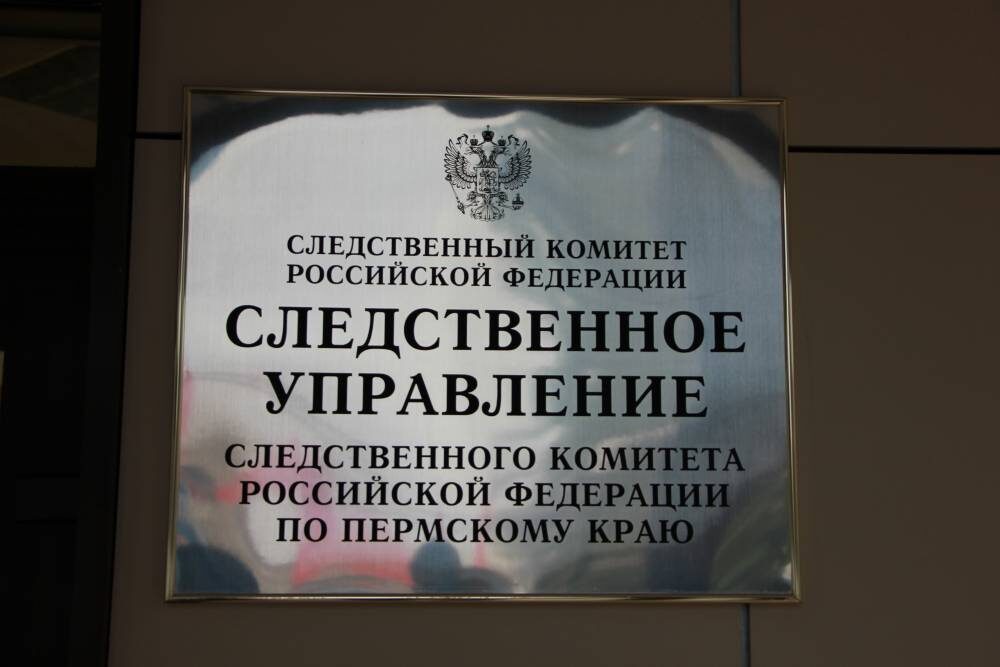 СЛЕДСТВЕННЫЙ КОМИТЕТ
РОССИЙСКОЙ ФЕДЕРАЦИИ
СЛЕДСТВЕННОЕ
УПРАВЛЕНИЕ
СЛЕДСТВЕННОГО КОМИТЕТА
РОССИЙСКОЙ ФЕДЕРАЦИИ
ПО ПЕРМСКОМУ КРАЮ